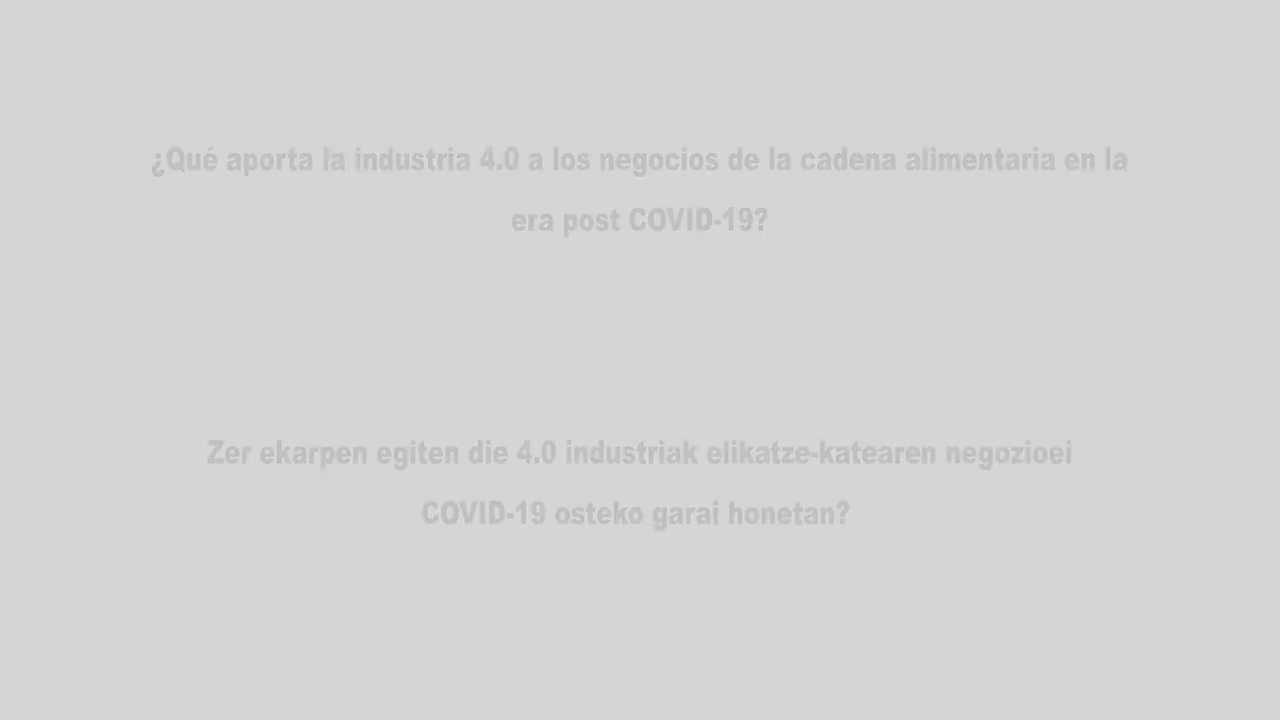 ¿Qué aporta la industria 4.0 a los negocios de la cadena alimentaria en la
era post COVID-19?
Zer ekarpen egiten die 4.0 industriak elikatze-katearen negozioei
COVID-19 osteko garai honetan?